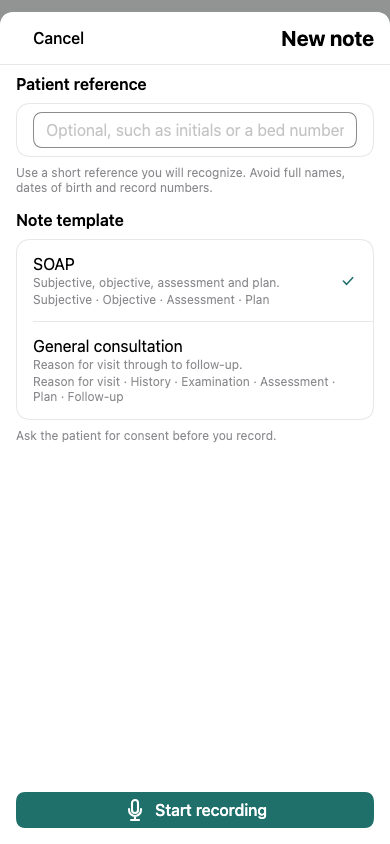 Cancel
New note
Patient reference
Optional, such as initials or a bed number
Use a short reference you will recognize. Avoid full names,
dates of birth and record numbers.
Note template
SOAP
Subjective, objective, assessment and plan.
Subjective · Objective · Assessment · Plan
General consultation
Reason for visit through to follow-up.
Reason for visit · History · Examination · Assessment ·
Plan · Follow-up
Ask the patient for consent before you record.
Start recording